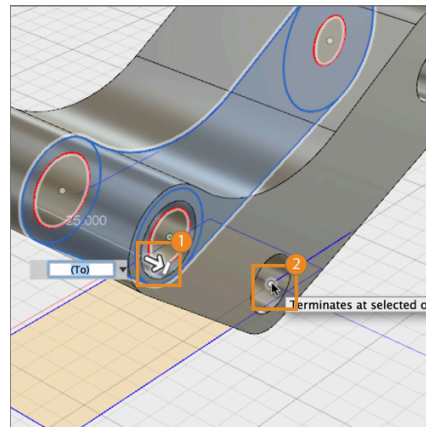 25.000
1
(To)
2
Terminates at selected o